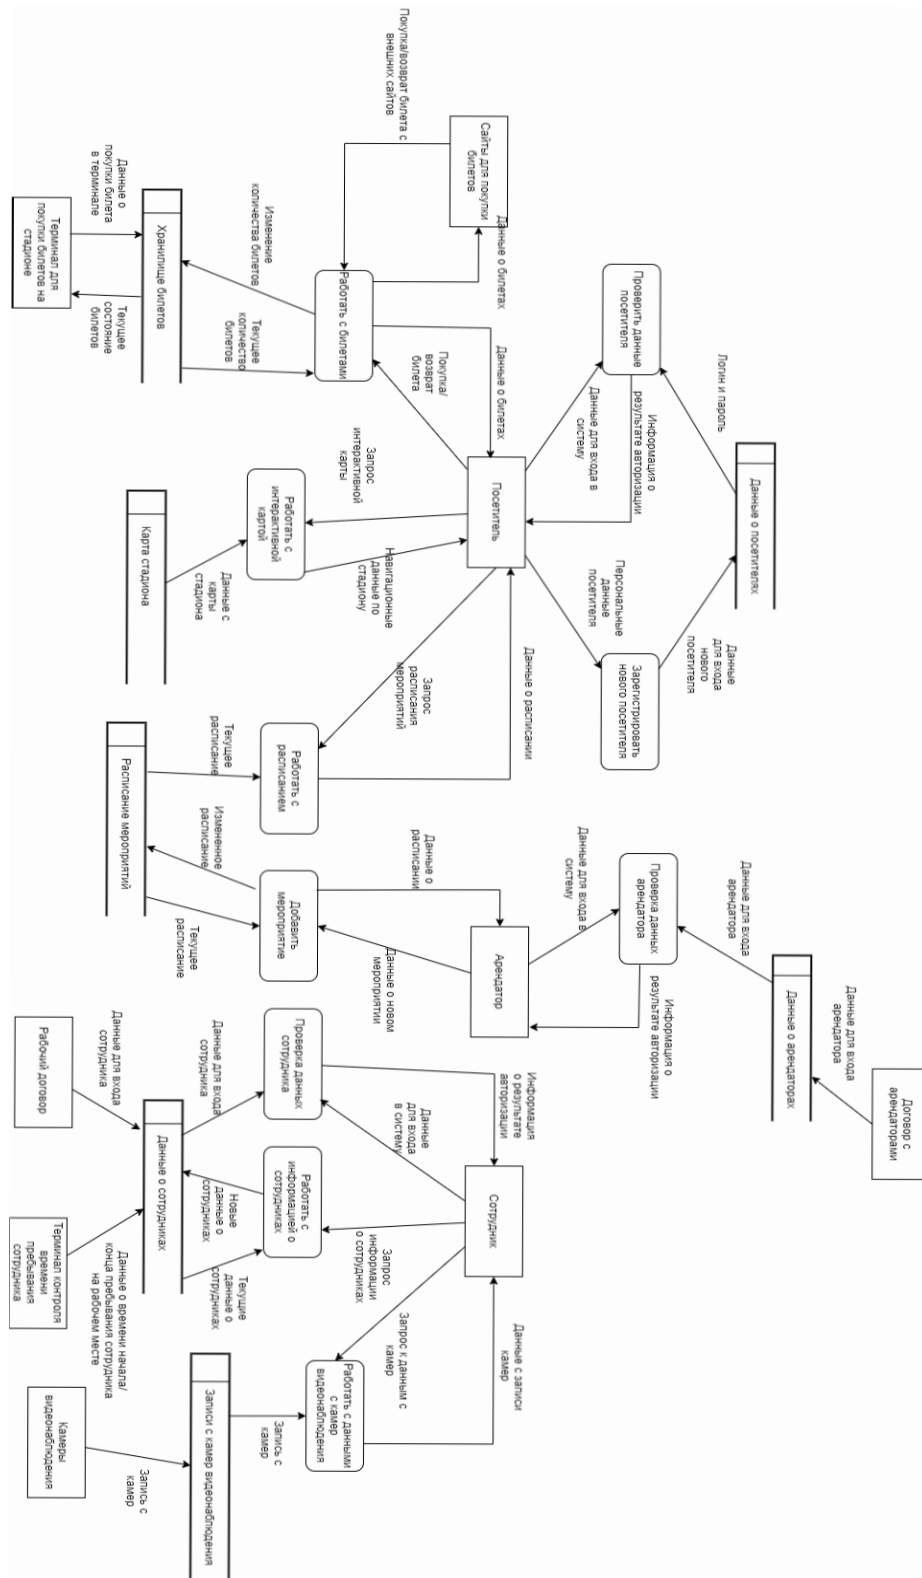 Договор с
арендаторами
Данные для входа
арендатора
Данные о посетителях
Данные о арендаторах
Логин и пароль
Данные
для входа
нового
посетителя
Данные для входа
арендатора
Проверить данные
посетителя
Информация о
результате авторизации
Данные для входа в
систему
Персональные
данные
посетителя
Зарегистрировать
нового посетителя
Проверка данных
арендатора
Информация о
результате авторизации
Данные для входа в
систему
Сайты для покупки
билетов
Данные о билетах
Данные о билетах
Посетитель
Данные о расписании
Арендатор
Информация
о результате
авторизации
Сотрудник
Данные с записи
камер
Покупка/возврат билета с
внешних сайтов
Покупка/
возврат
билета
Запрос
интерактивной
карты
Навигационные
данные по
стадиону
Запрос
расписания
мероприятий
Данные о
расписании
Данные о новом
мероприятии
Данные
для входа
в систему
Запрос
информации
о сотрудниках
Запрос к данным с
камер
Работать с билетами
Работать с
интерактивной
картой
Работать с
расписанием
Добавить
мероприятие
Проверка данных
сотрудника
Работать с
информацией о
сотрудниках
Работать с данными
с камер
видеонаблюдения
Изменение
количества билетов
Текущее
количество
билетов
Данные с
карты
стадиона
Текущее
расписание
Измененное
расписание
Текущее
расписание
Данные для входа
сотрудника
Новые
данные о
сотрудниках
Текущие
данные о
сотрудниках
Запись с
камер
Хранилище билетов
Карта стадиона
Расписание мероприятий
Данные о сотрудниках
Записи с камер видеонаблюдения
Данные о
покупки билета
в терминале
Текущее
состояние
билетов
Данные для входа
сотрудника
Данные о времени начала/
конца пребывания сотрудника
на рабочем месте
Запись с
камер
Терминал для
покупки билетов на
стадионе
Рабочий договор
Терминал контроля
времени
пребывания
сотрудника
Камеры
видеонаблюдения